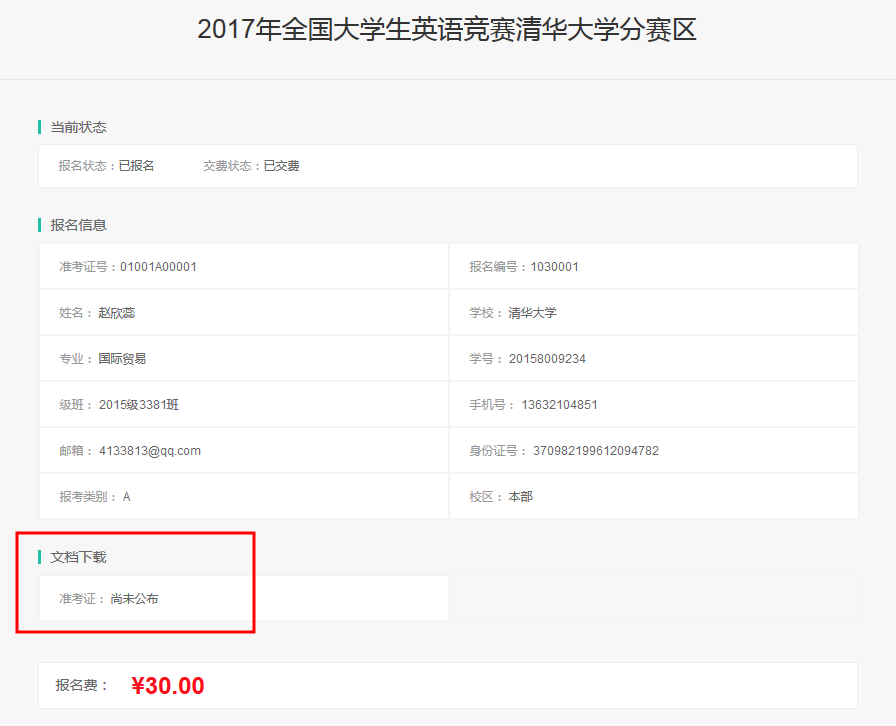 2017年全国大学生英语竞赛清华大学分赛区
当前状态
报名状态：已报名 交费状态：已交费
报名信息
准考证号：01001A00001 报名编号：1030001
姓名： 赵欣蕊 学校： 清华大学
专业： 国际贸易 学号： 20158009234
级班： 2015级3381班 手机号： 13632104851
邮箱： 4133813@qq.com 身份证号： 370982199612094782
报考类别： A 校区： 本部
文档下载
准考证： 尚未公布
报名费： ¥30.00